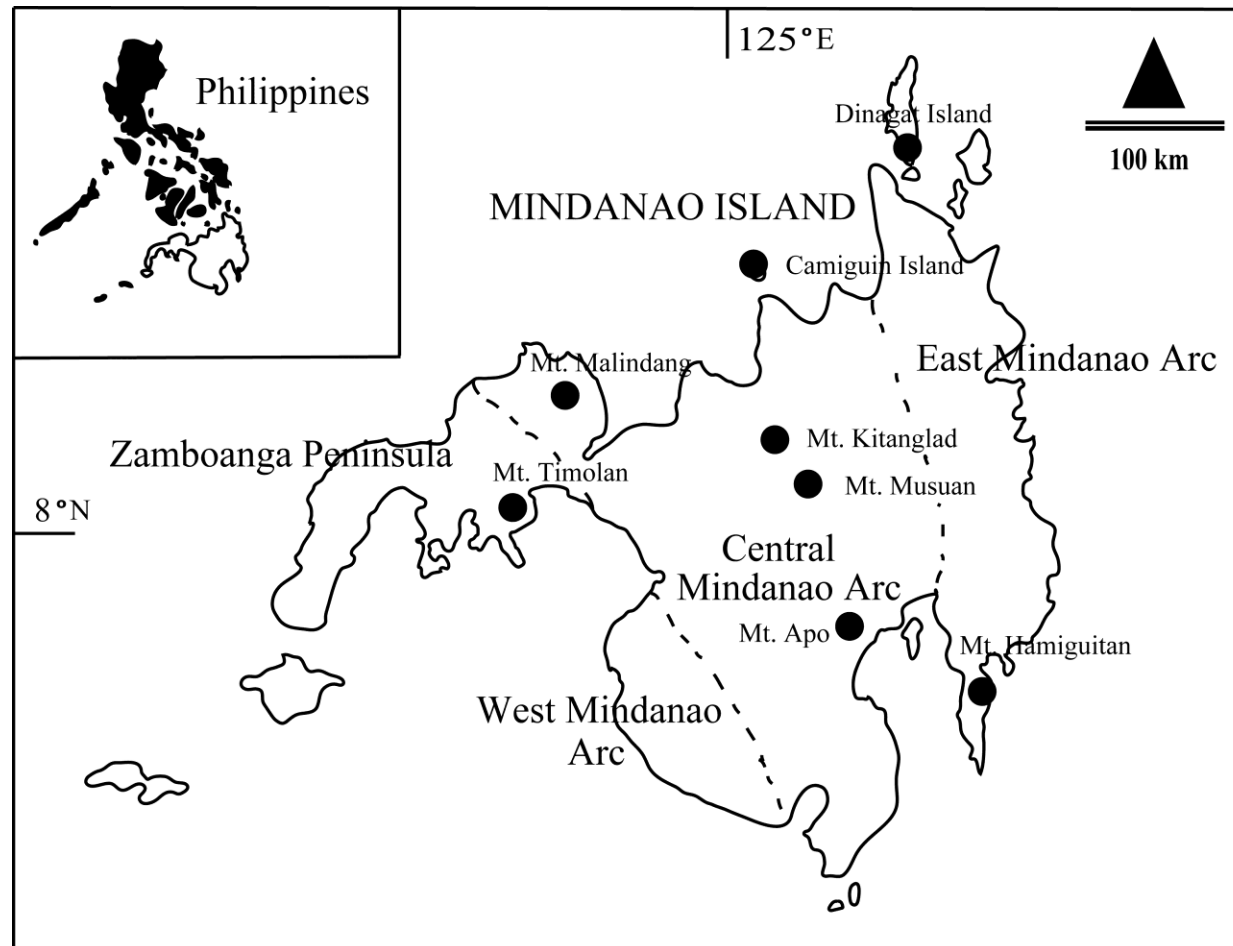 125°E
Philippines
Dinagat Island
100 km
MINDANAO ISLAND
Camiguin Island
East Mindanao Arc
Mt. Malindang
Mt. Kitanglad
Zamboanga Peninsula
Mt. Timolan
Mt. Musuan
8°N
Central
Mindanao Arc
Mt. Apo
Mt. Hamiguitan
West Mindanao
Arc